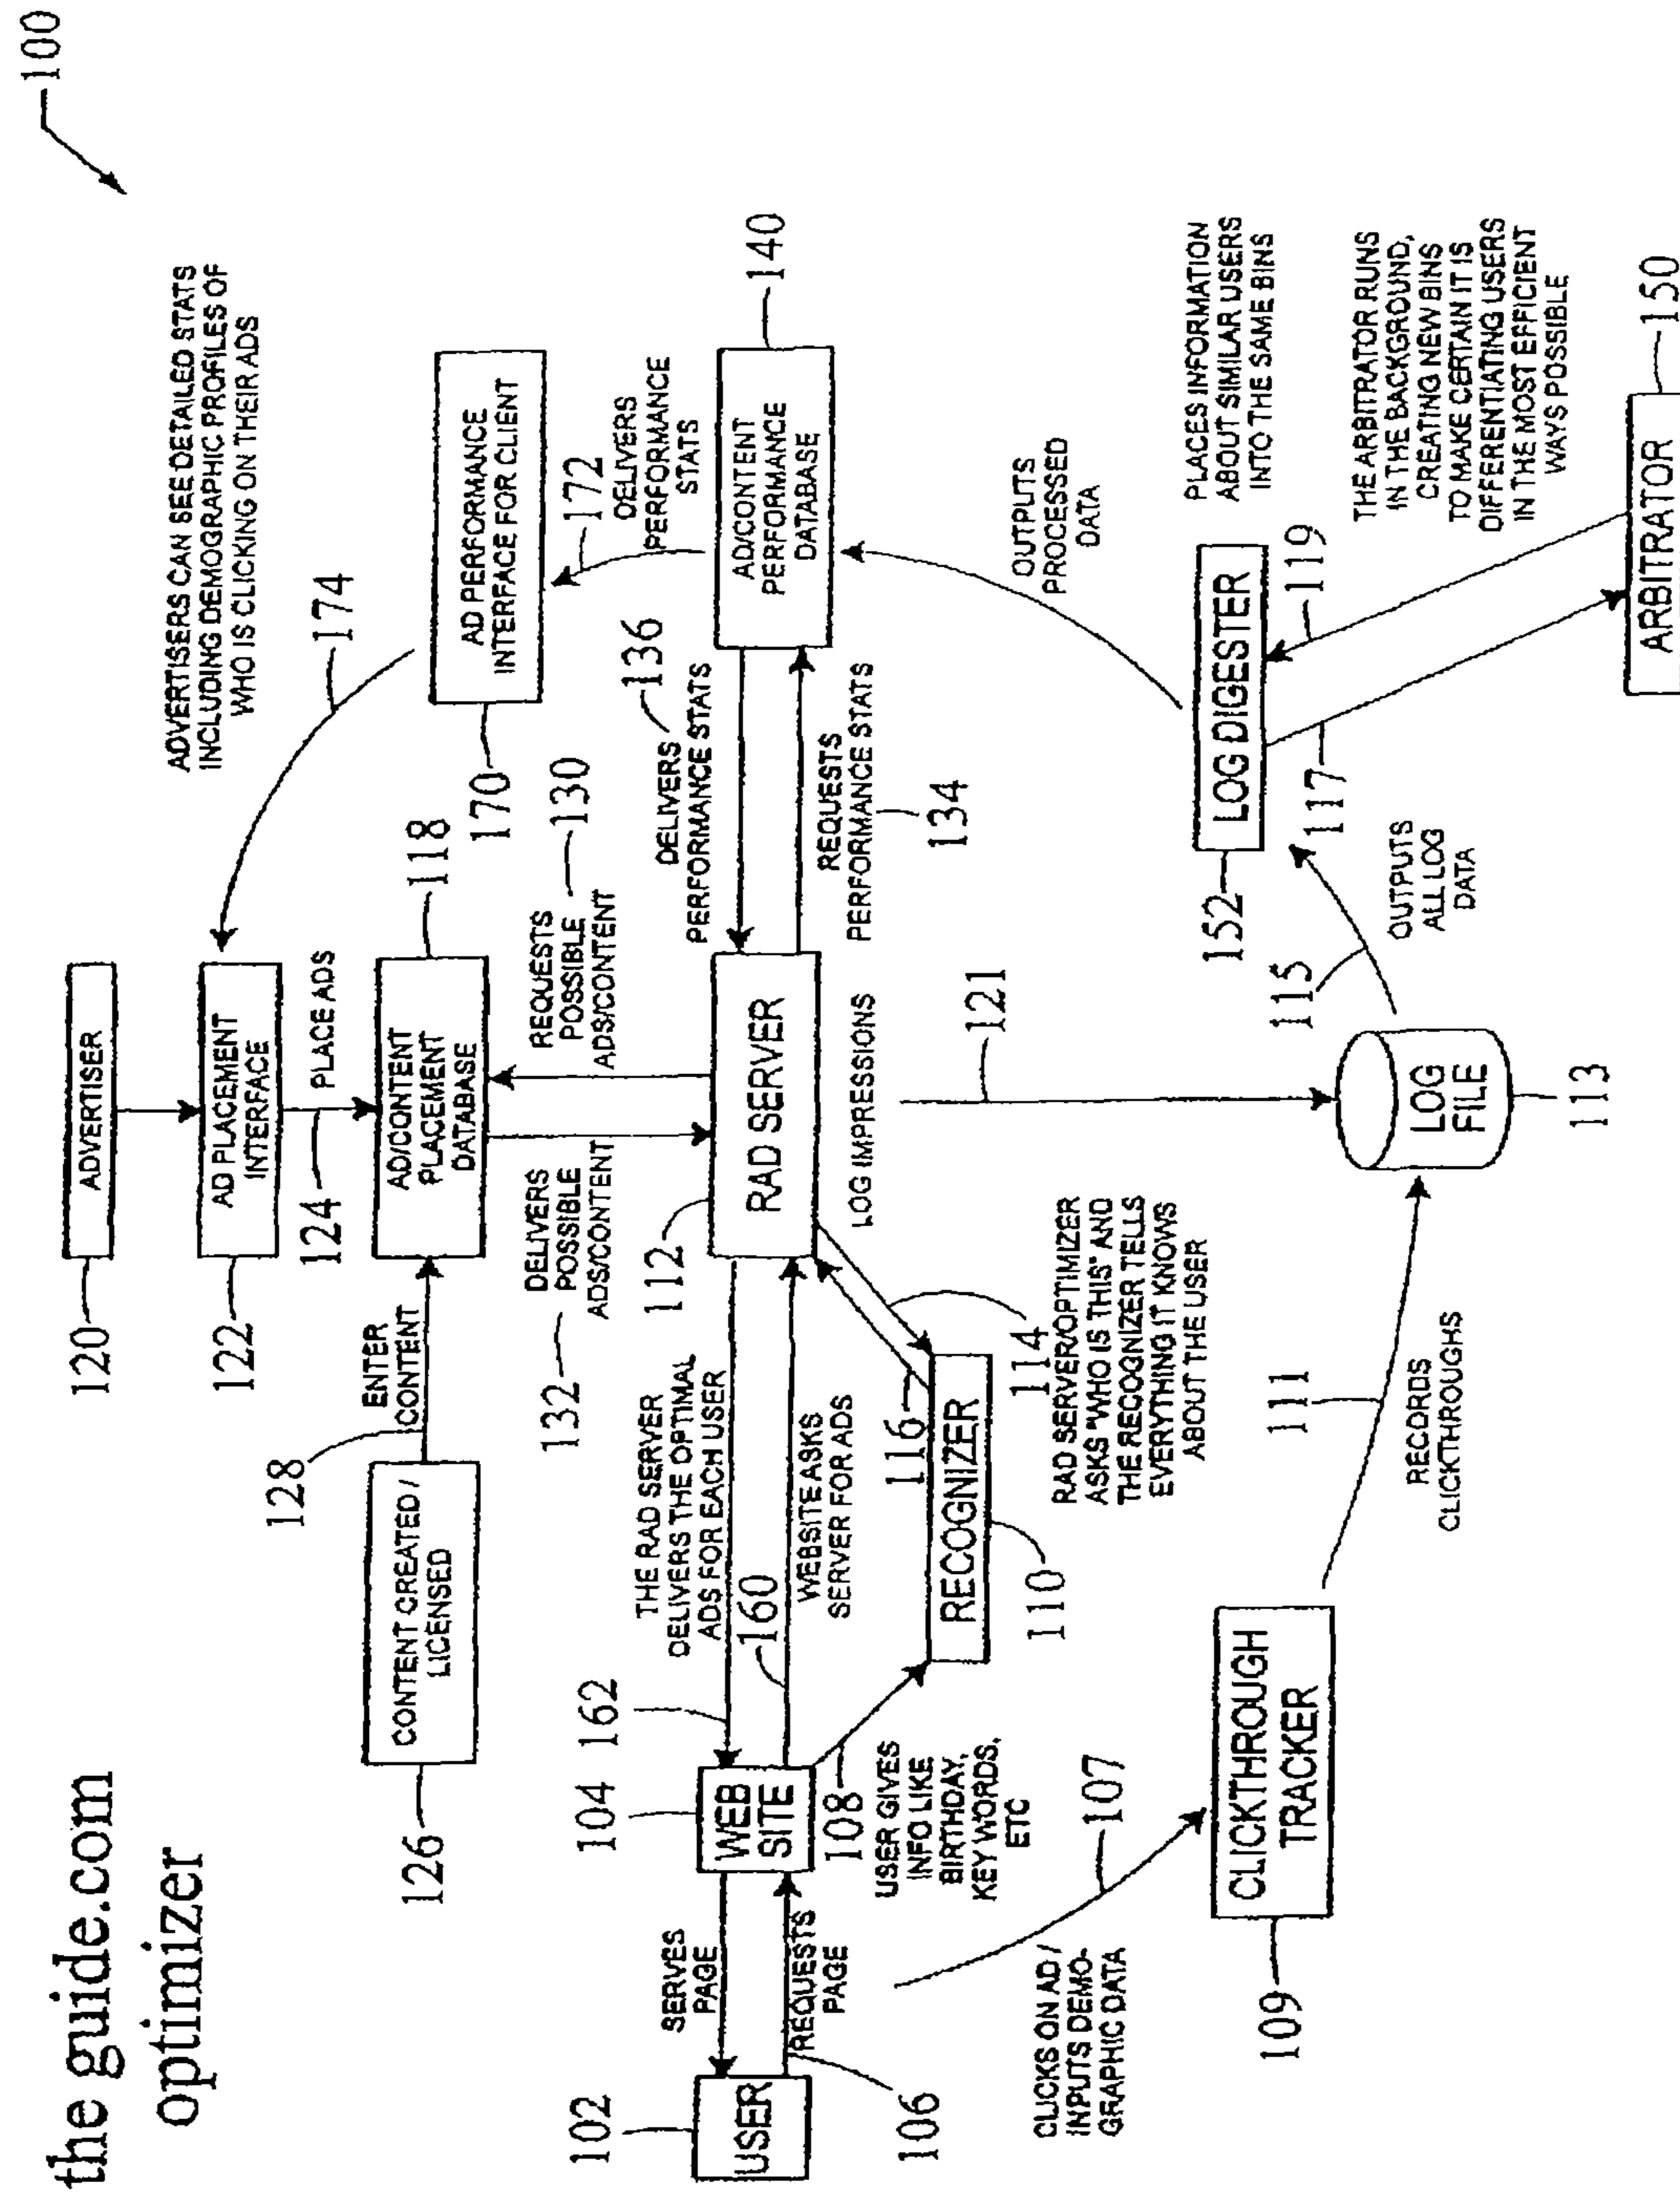 the guide.com
optimizer
100
120
ADVERTISER
122
AD PLACEMENT
INTERFACE
124
PLACE ADS
ADVERTISERS CAN SEE DETAILED STATS
INCLUDING DEMOGRAPHIC PROFILES OF
WHO IS CLICKING ON THEIR ADS
174
126
CONTENT CREATED /
LICENSED
128
ENTER
CONTENT
AD/CONTENT
PLACEMENT
DATABASE
118
170
AD PERFORMANCE
INTERFACE FOR CLIENT
132
DELIVERS
POSSIBLE
ADS/CONTENT
REQUESTS
POSSIBLE
ADS/CONTENT
130
172
DELIVERS
PERFORMANCE
STATS
102
USER
SERVES
PAGE
REQUESTS
PAGE
106
104
WEB
SITE
162
THE RAD SERVER
DELIVERS THE OPTIMAL
ADS FOR EACH USER
160
WEBSITE ASKS
SERVER FOR ADS
112
RAD SERVER
136
DELIVERS
PERFORMANCE STATS
REQUESTS
PERFORMANCE STATS
134
AD/CONTENT
PERFORMANCE
DATABASE
140
108
USER GIVES
INFO LIKE
BIRTHDAY,
KEY WORDS,
ETC
116
RECOGNIZER
110
114
RAD SERVER/OPTIMIZER
ASKS "WHO IS THIS" AND
THE RECOGNIZER TELLS
EVERYTHING IT KNOWS
ABOUT THE USER
LOG IMPRESSIONS
121
OUTPUTS
PROCESSED
DATA
CLICKS ON AD /
INPUTS DEMO-
GRAPHIC DATA
107
109
CLICKTHROUGH
TRACKER
111
RECORDS
CLICKTHROUGHS
LOG
FILE
113
115
OUTPUTS
ALL LOG
DATA
152
LOG DIGESTER
PLACES INFORMATION
ABOUT SIMILAR USERS
INTO THE SAME BINS
117
119
THE ARBITRATOR RUNS
IN THE BACKGROUND,
CREATING NEW BINS
TO MAKE CERTAIN IT IS
DIFFERENTIATING USERS
IN THE MOST EFFICIENT
WAYS POSSIBLE
ARBITRATOR
150